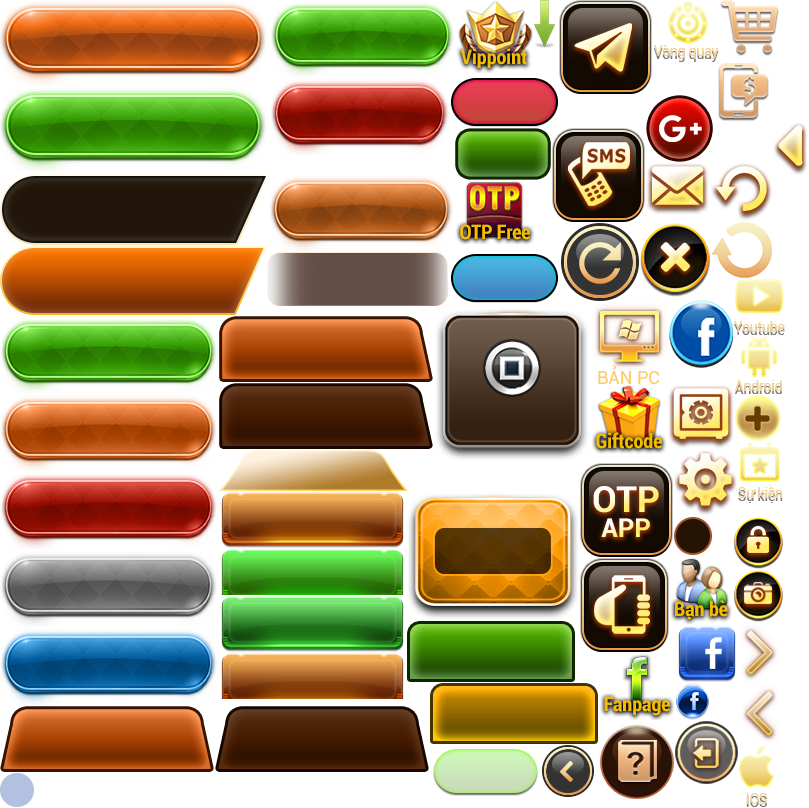 Vippoint
Vòng quay
$
G+
SMS
OTP
OTP Free
Youtube
f
BẢN PC
Android
Giftcode
Sự kiện
OTP
APP
Bạn bè
f
f
Fanpage
f
?
IOS